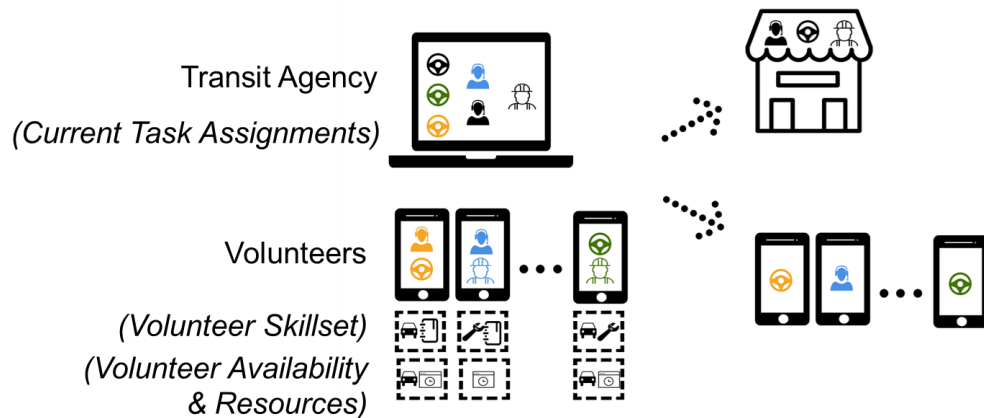 Transit Agency
(Current Task Assignments)
Volunteers
(Volunteer Skillset)
(Volunteer Availability
& Resources)